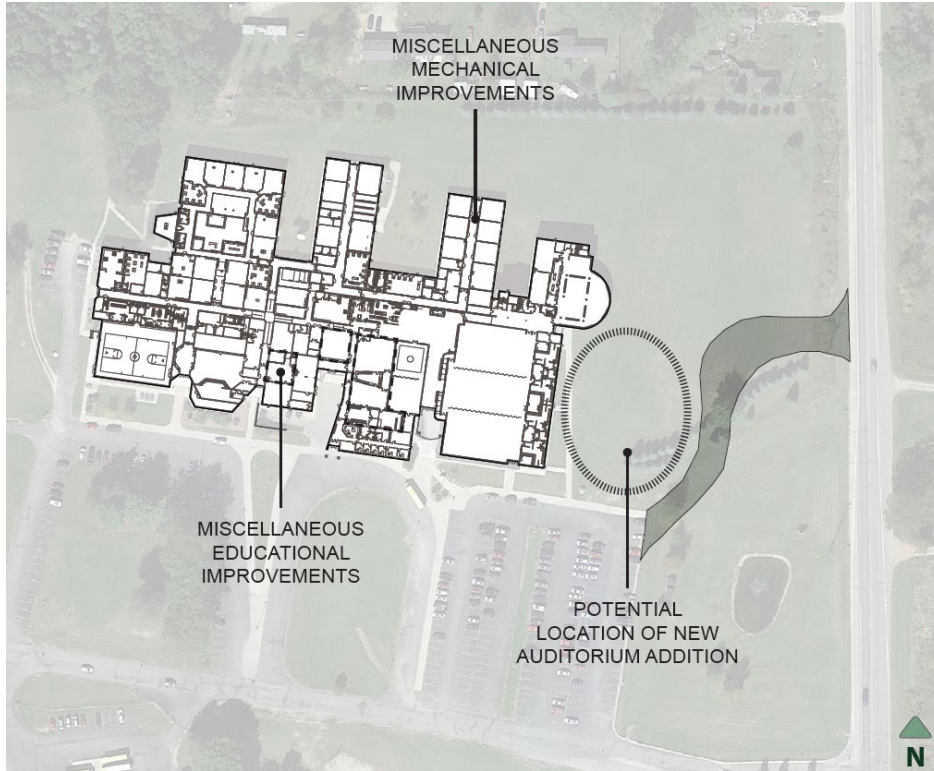 MISCELLANEOUS
MECHANICAL
IMPROVEMENTS
MISCELLANEOUS
EDUCATIONAL
IMPROVEMENTS
POTENTIAL
LOCATION OF NEW
AUDITORIUM ADDITION
N